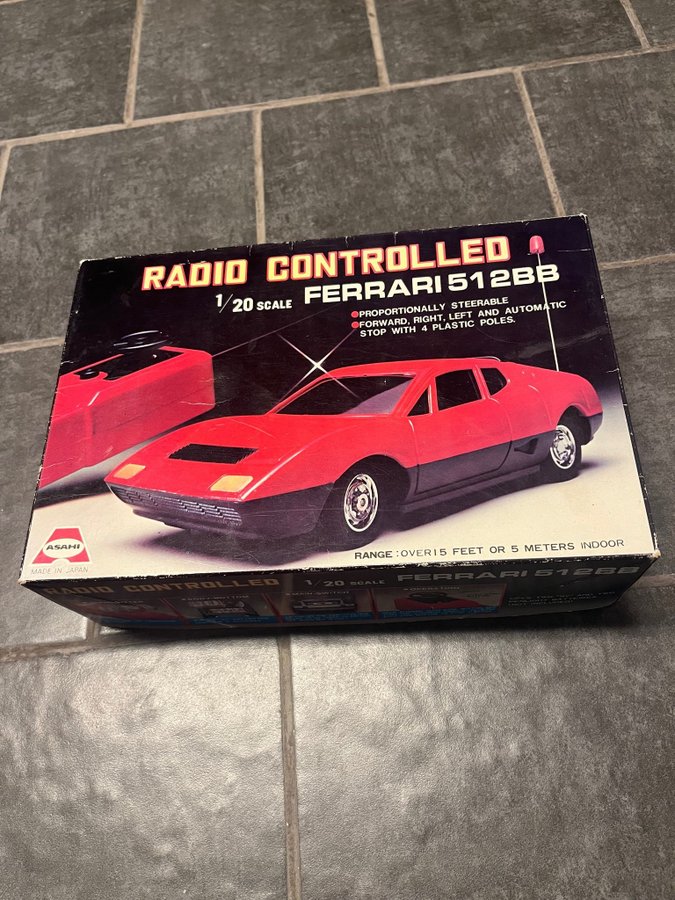 RADIO CONTROLLED
1/20 SCALE FERRARI 512BB
●PROPORTIONALLY STEERABLE
●FORWARD, RIGHT, LEFT AND AUTOMATIC
STOP WITH 4 PLASTIC POLES.
ASAHI
MADE IN JAPAN
RANGE : OVER 15 FEET OR 5 METERS INDOOR
RADIO CONTROLLED 1/20 SCALE FERRARI 512BB